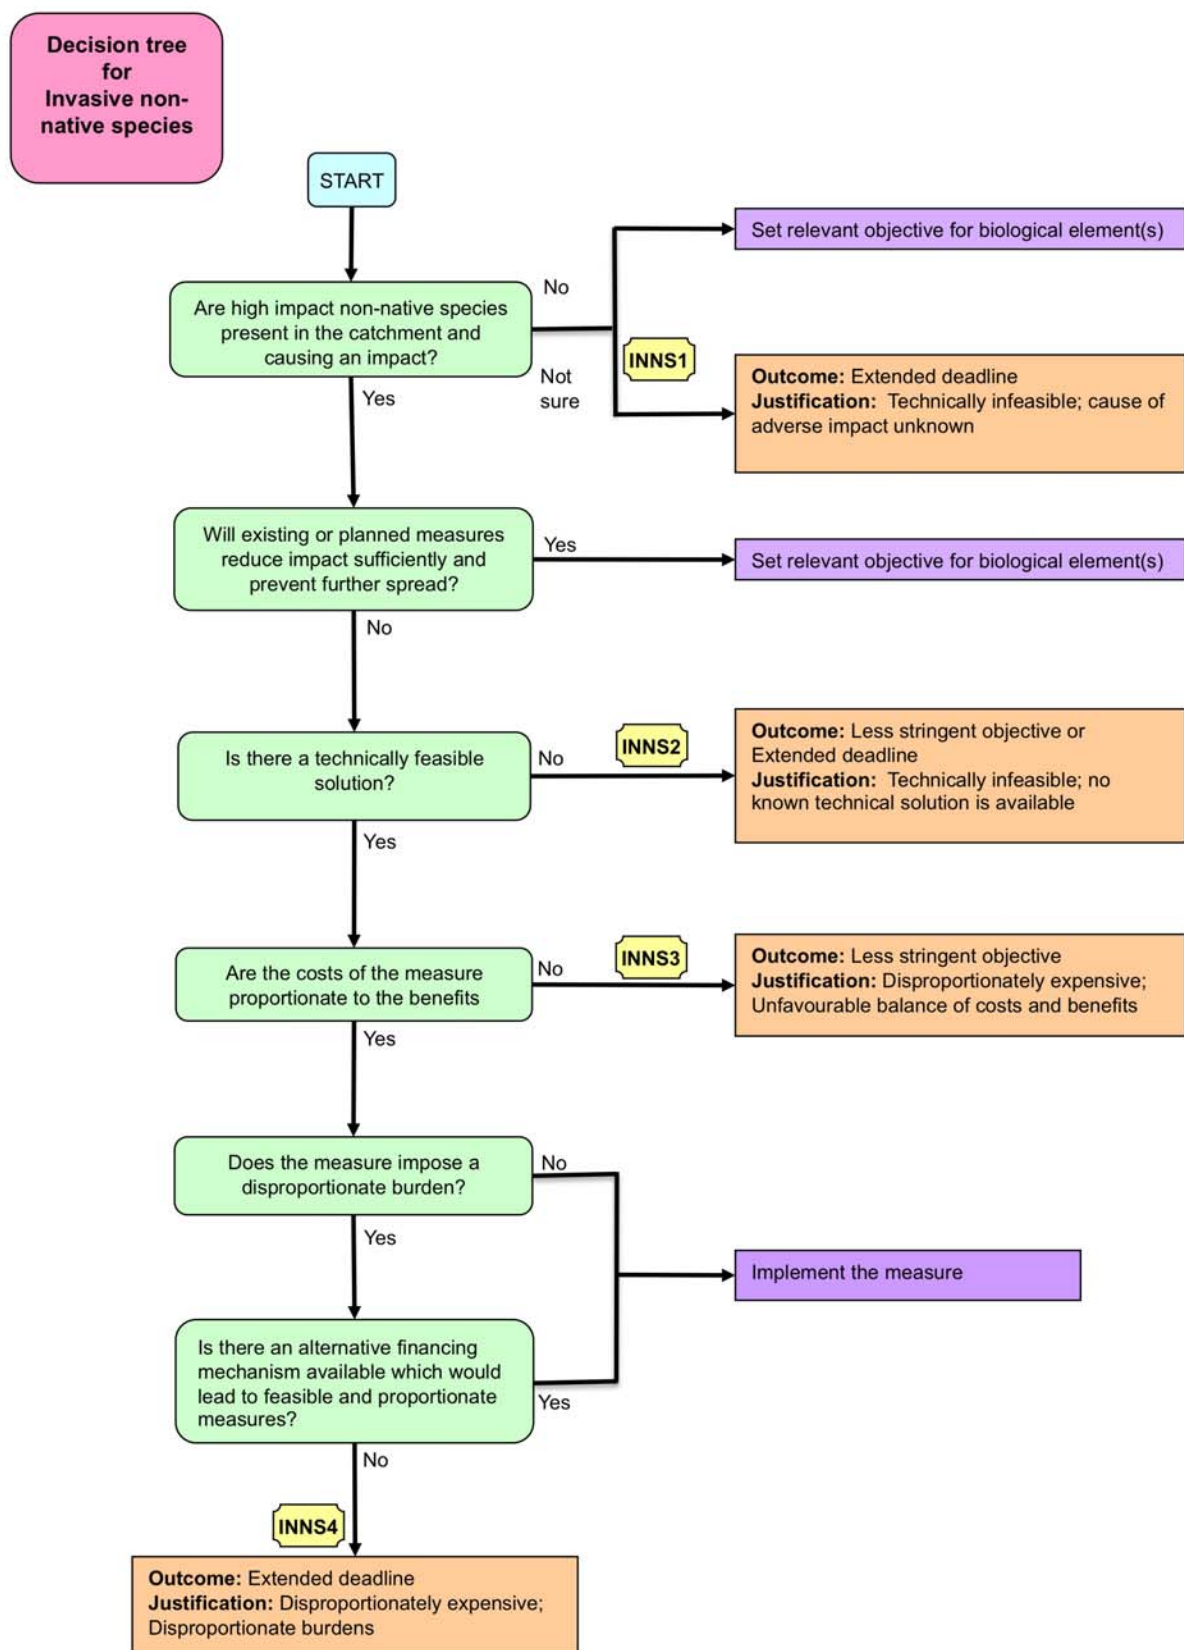 Decision tree
for
Invasive non-
native species
START
Are high impact non-native species
present in the catchment and
causing an impact?
No
Set relevant objective for biological element(s)
Not
sure
INNS1
Outcome: Extended deadline
Justification:  Technically infeasible; cause of
adverse impact unknown
Yes
Will existing or planned measures
reduce impact sufficiently and
prevent further spread?
Yes
Set relevant objective for biological element(s)
No
Is there a technically feasible
solution?
No
INNS2
Outcome: Less stringent objective or
Extended deadline
Justification:  Technically infeasible; no
known technical solution is available
Yes
Are the costs of the measure
proportionate to the benefits
No
INNS3
Outcome: Less stringent objective
Justification: Disproportionately expensive;
Unfavourable balance of costs and benefits
Yes
Does the measure impose a
disproportionate burden?
No
Yes
Implement the measure
Is there an alternative financing
mechanism available which would
lead to feasible and proportionate
measures?
Yes
No
INNS4
Outcome: Extended deadline
Justification: Disproportionately expensive;
Disproportionate burdens